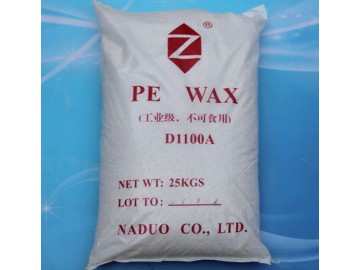 Z
PE WAX
(工业级、不可食用)
D1100A
NET WT: 25KGS
LOT TO:
NADUO CO., LTD.